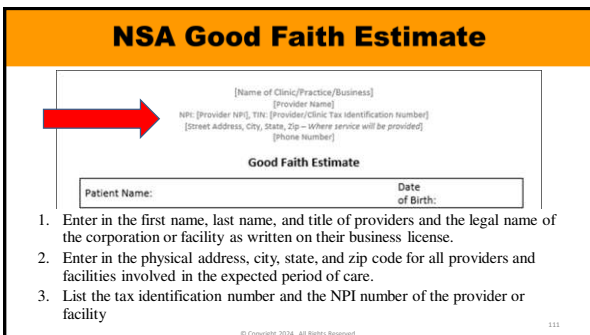 NSA Good Faith Estimate
[Name of Clinic/Practice/Business]
[Provider Name]
NPI: [Provider NPI], TIN: [Provider/Clinic Tax Identification Number]
[Street Address, City, State, Zip – Where service will be provided]
[Phone Number]
Good Faith Estimate
Patient Name:
Date
of Birth:
1. Enter in the first name, last name, and title of providers and the legal name of
the corporation or facility as written on their business license.
2. Enter in the physical address, city, state, and zip code for all providers and
facilities involved in the expected period of care.
3. List the tax identification number and the NPI number of the provider or
facility
© Copyright 2024 All Rights Reserved
111